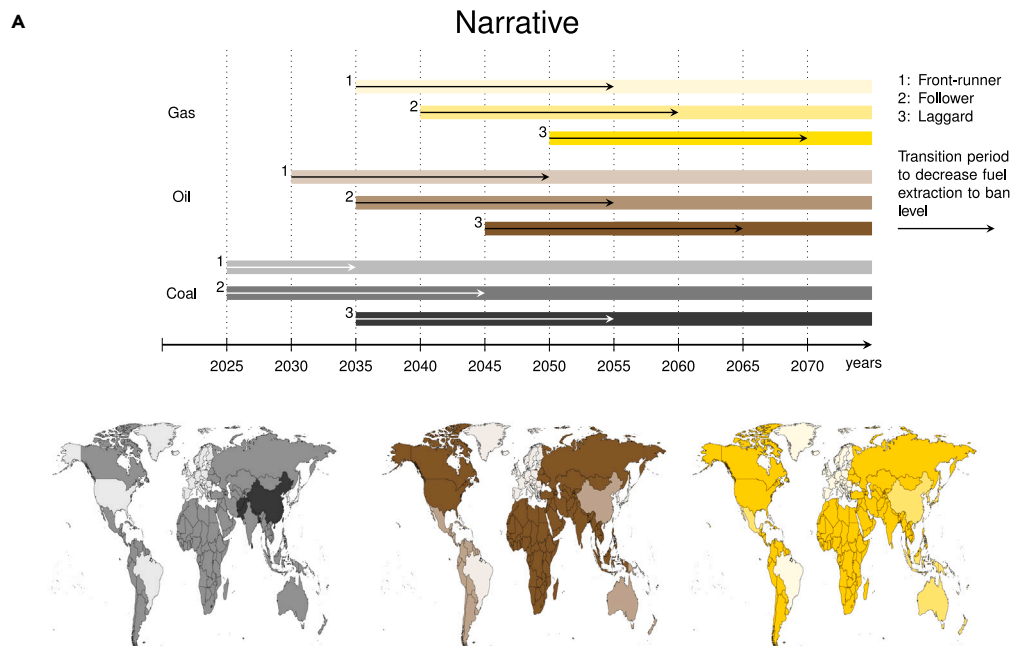 A
Narrative
Gas
1
2
3
Oil
1
2
3
Coal
1
2
3
2025 2030 2035 2040 2045 2050 2055 2060 2065 2070 years
1: Front-runner
2: Follower
3: Laggard
Transition period
to decrease fuel
extraction to ban
level